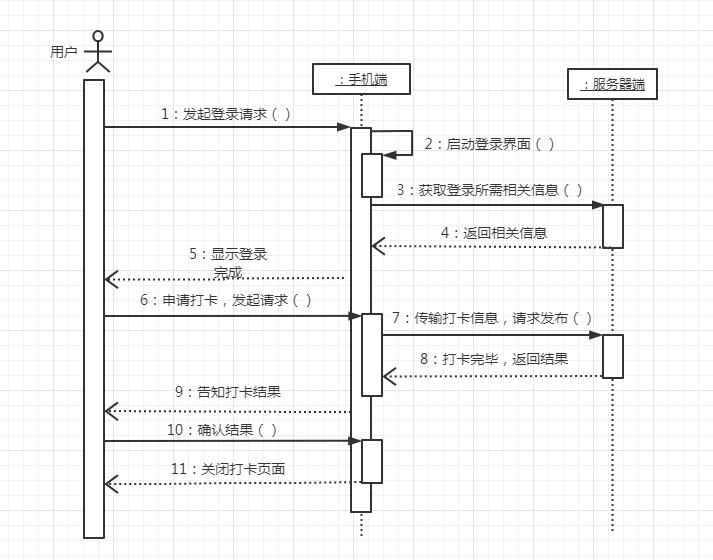 用户
：手机端
：服务器端
1：发起登录请求（ ）
2：启动登录界面（ ）
3：获取登录所需相关信息（ ）
4：返回相关信息
5：显示登录
完成
6：申请打卡，发起请求（ ）
7：传输打卡信息，请求发布（ ）
8：打卡完毕，返回结果
9：告知打卡结果
10：确认结果（ ）
11：关闭打卡页面